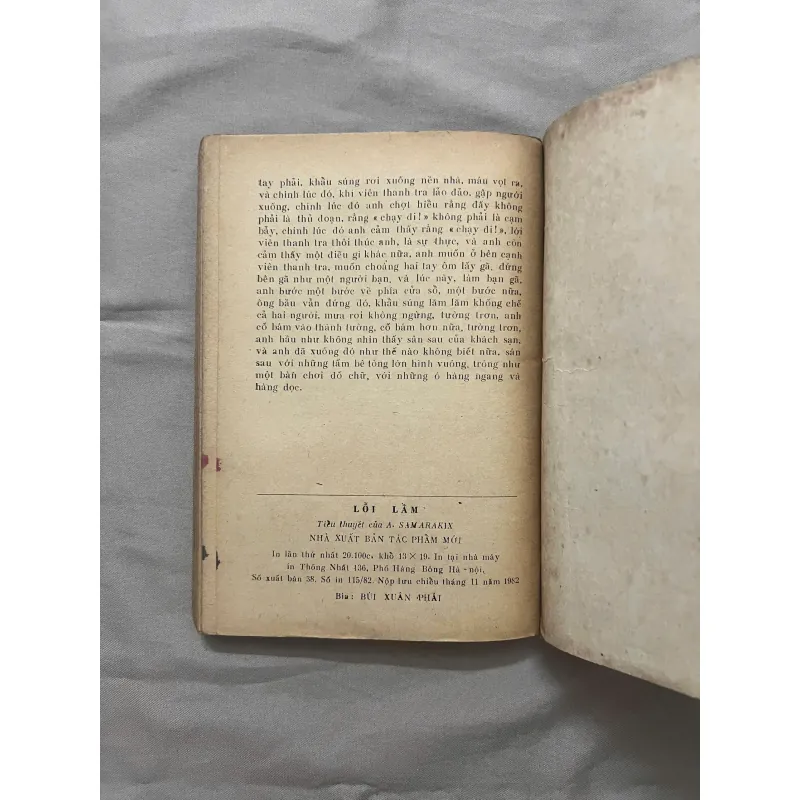 tay phải, khẩu súng rơi xuống nền nhà, máu vọt ra,
và chính lúc đó, khi viên thanh tra lảo đảo, gập người
xuống, chính lúc đó anh chợt hiểu rằng đấy không
phải là thủ đoạn, rằng «chạy đi!» không phải là cạm
bẫy, chính lúc đó anh cảm thấy rằng «chạy đi!», lời
viên thanh tra thôi thúc anh, là sự thực, và anh còn
cảm thấy một điều gì khác nữa, anh muốn ở bên cạnh
viên thanh tra, muốn choàng hai tay ôm lấy gã, đứng
bên gã như một người bạn, và lúc này, làm bạn gã,
anh bước một bước về phía cửa sổ, một bước nữa,
ông bầu vẫn đứng đó, khẩu súng lăm lăm khống chế
cả hai người, mưa rơi không ngừng, tường trơn, anh
cố bám vào thành tường, cố bám hơn nữa, tường trơn,
anh hầu như không nhìn thấy sân sau của khách sạn,
và anh đã xuống đó như thế nào không biết nữa, sân
sau với những tấm bê tông lớn hình vuông, trông như
một bàn chơi đố chữ, với những ô hàng ngang và
hàng dọc.
LỖI LẦM
Tiểu thuyết của A. SAMARAKIX
NHÀ XUẤT BẢN TÁC PHẨM MỚI
In lần thứ nhất 20.100c, khổ 13×19. In tại nhà máy
in Thống Nhất 136, Phố Hàng Bông Hà-nội,
Số xuất bản 38. Số in 115/82. Nộp lưu chiểu tháng 11 năm 1982
Bìa: BÙI XUÂN PHÁI